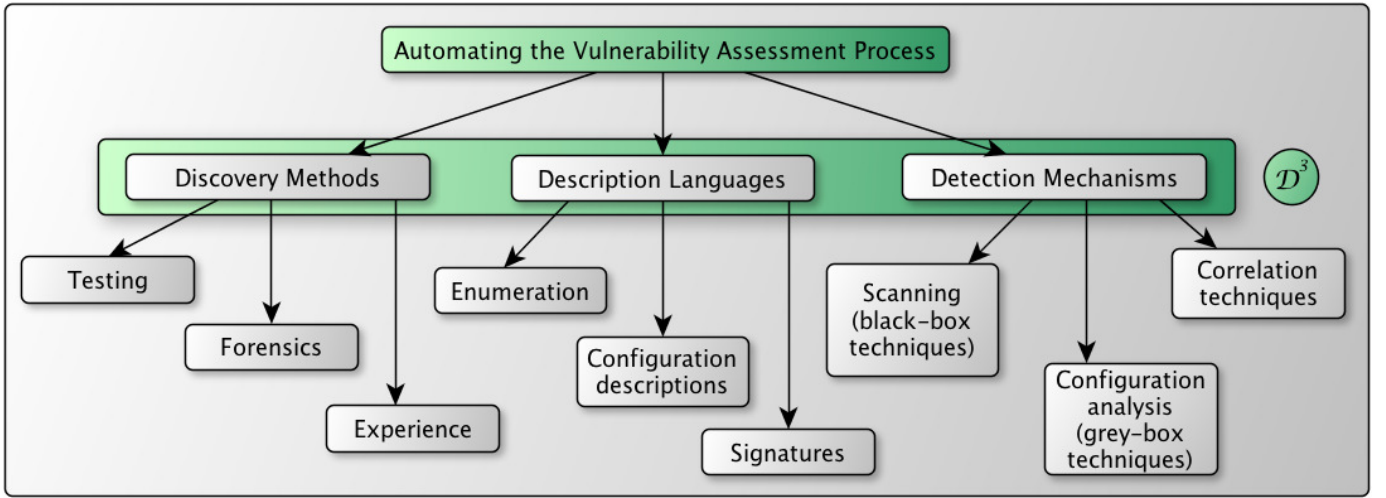 Automating the Vulnerability Assessment Process
Discovery Methods
Description Languages
Detection Mechanisms
D³
Testing
Forensics
Experience
Enumeration
Configuration
descriptions
Signatures
Scanning
(black-box
techniques)
Configuration
analysis
(grey-box
techniques)
Correlation
techniques